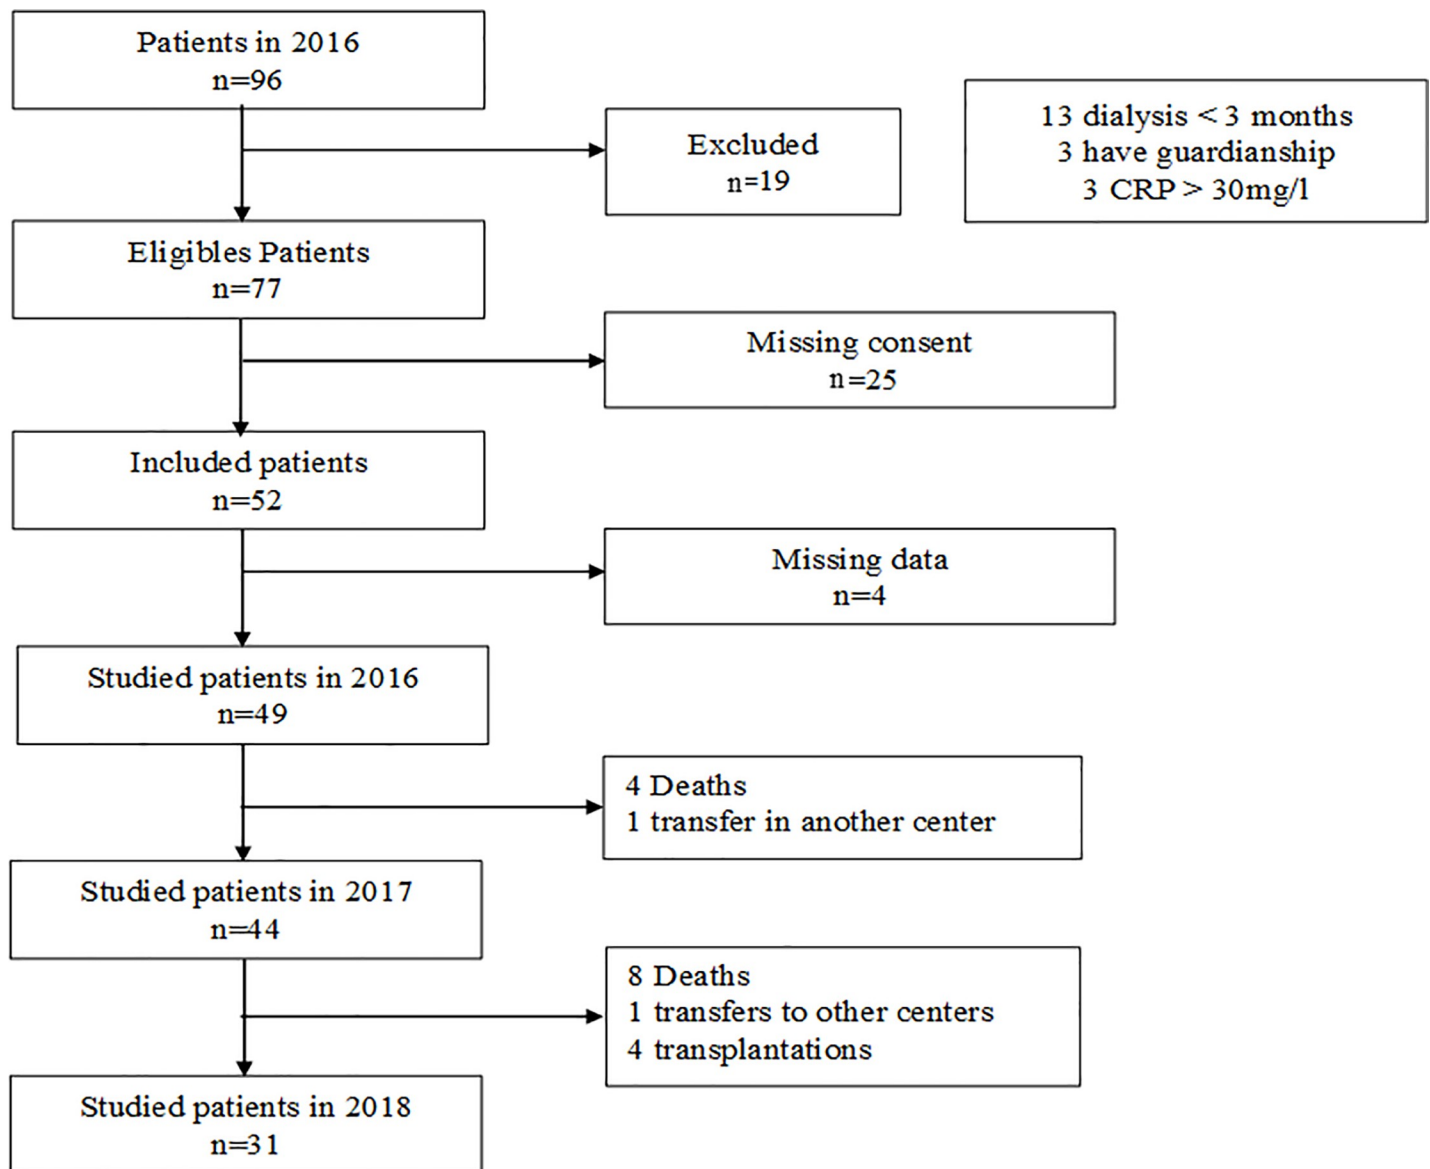 Patients in 2016
n=96
Excluded
n=19
13 dialysis < 3 months
3 have guardianship
3 CRP > 30mg/l
Eligibles Patients
n=77
Missing consent
n=25
Included patients
n=52
Missing data
n=4
Studied patients in 2016
n=49
4 Deaths
1 transfer in another center
Studied patients in 2017
n=44
8 Deaths
1 transfers to other centers
4 transplantations
Studied patients in 2018
n=31